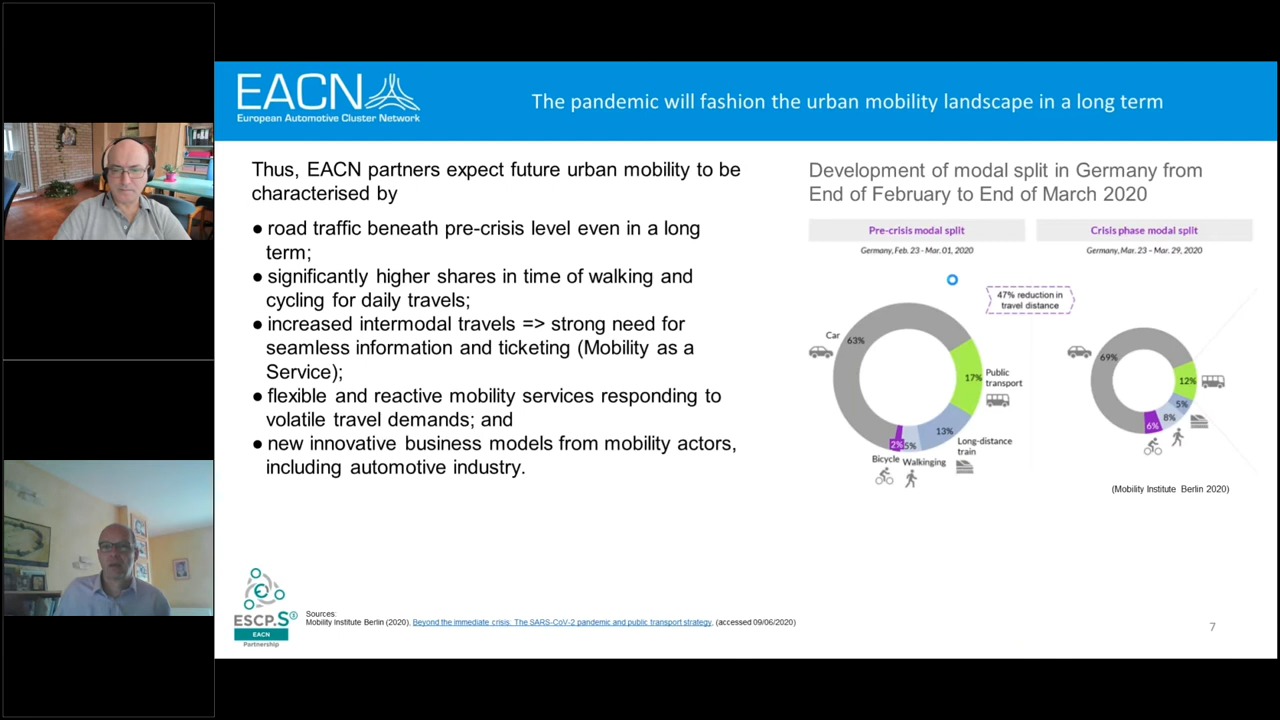 EACN
European Automotive Cluster Network
The pandemic will fashion the urban mobility landscape in a long term
Thus, EACN partners expect future urban mobility to be
characterised by
● road traffic beneath pre-crisis level even in a long
term;
● significantly higher shares in time of walking and
cycling for daily travels;
● increased intermodal travels => strong need for
seamless information and ticketing (Mobility as a
Service);
● flexible and reactive mobility services responding to
volatile travel demands; and
● new innovative business models from mobility actors,
including automotive industry.
Development of modal split in Germany from
End of February to End of March 2020
Pre-crisis modal split
Germany, Feb. 23 - Mar. 01, 2020
Car
63%
17%
Public
transport
13%
Long-distance
train
5%
Walkinging
2%
Bicycle
Crisis phase modal split
Germany, Mar. 23 – Mar. 29, 2020
47% reduction in
travel distance
69%
12%
5%
8%
6%
(Mobility Institute Berlin 2020)
ESCP.S
EACN
Partnership
Sources:
Mobility Institute Berlin (2020), Beyond the immediate crisis: The SARS-CoV-2 pandemic and public transport strategy, (accessed 09/06/2020)
7